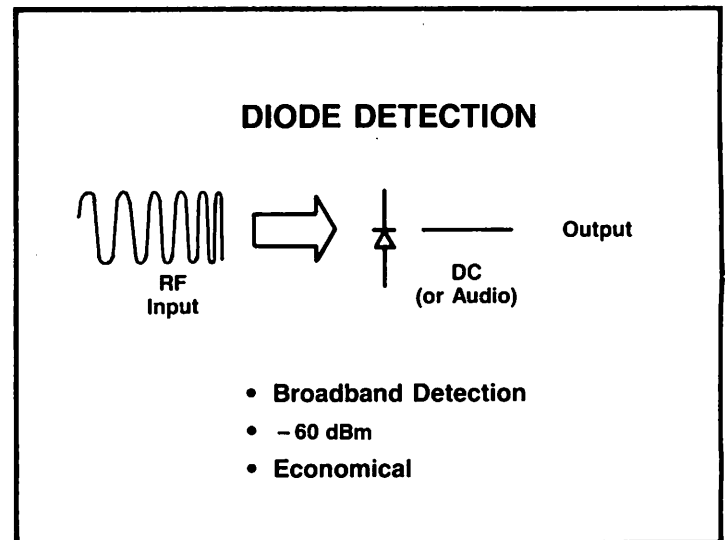 DIODE DETECTION
RF
Input
DC
(or Audio)
Output
• Broadband Detection
• – 60 dBm
• Economical